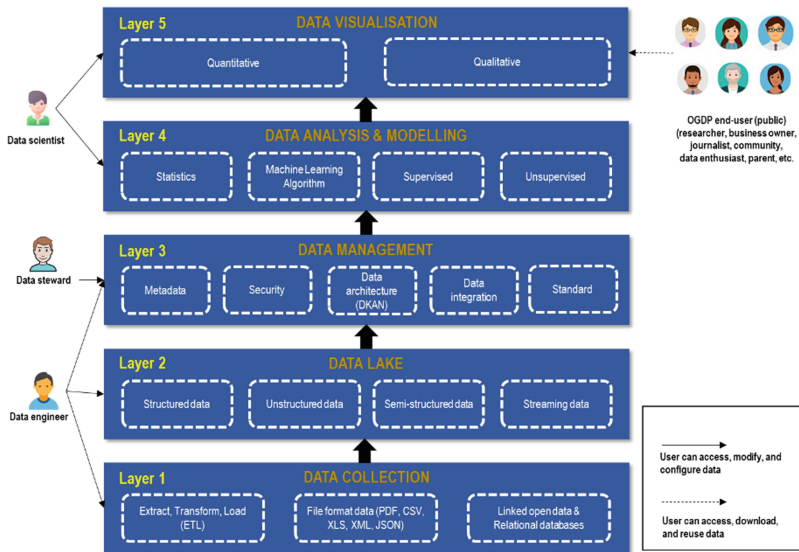 Layer 5
DATA VISUALISATION
Quantitative
Qualitative
Data scientist
OGDP end-user (public)
(researcher, business owner,
journalist, community,
data enthusiast, parent, etc.
Layer 4
DATA ANALYSIS & MODELLING
Statistics
Machine Learning
Algorithm
Supervised
Unsupervised
Data steward
Layer 3
DATA MANAGEMENT
Metadata
Security
Data
architecture
(DKAN)
Data
integration
Standard
Layer 2
DATA LAKE
Structured data
Unstructured data
Semi-structured data
Streaming data
Data engineer
Layer 1
DATA COLLECTION
Extract, Transform, Load
(ETL)
File format data (PDF, CSV,
XLS, XML, JSON)
Linked open data &
Relational databases
User can access, modify, and
configure data
User can access, download,
and reuse data